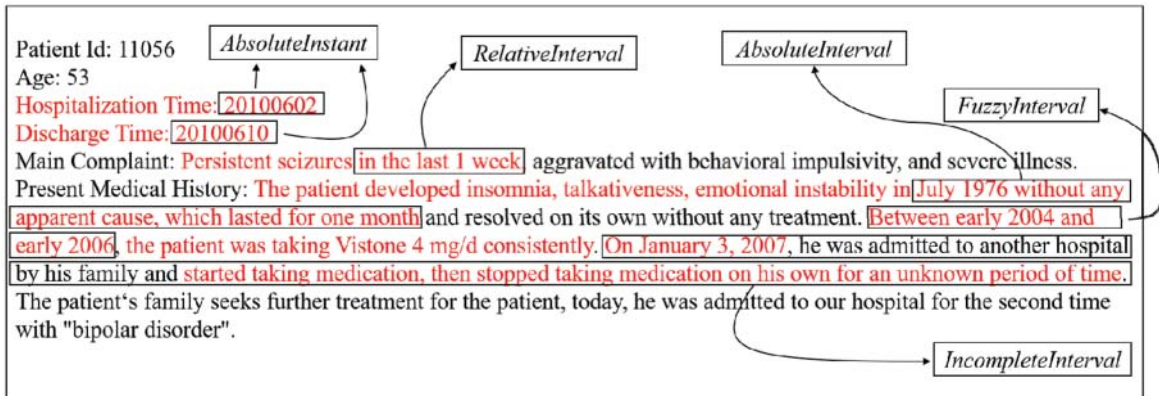 Patient Id: 11056
AbsoluteInstant
RelativeInterval
AbsoluteInterval
Age: 53
FuzzyInterval
Hospitalization Time: 20100602
Discharge Time: 20100610
Main Complaint: Persistent seizures in the last 1 week, aggravated with behavioral impulsivity, and severe illness.
Present Medical History: The patient developed insomnia, talkativeness, emotional instability in July 1976 without any
apparent cause, which lasted for one month and resolved on its own without any treatment. Between early 2004 and
early 2006, the patient was taking Vistone 4 mg/d consistently. On January 3, 2007, he was admitted to another hospital
by his family and started taking medication, then stopped taking medication on his own for an unknown period of time.
The patient‘s family seeks further treatment for the patient, today, he was admitted to our hospital for the second time
with "bipolar disorder".
IncompleteInterval